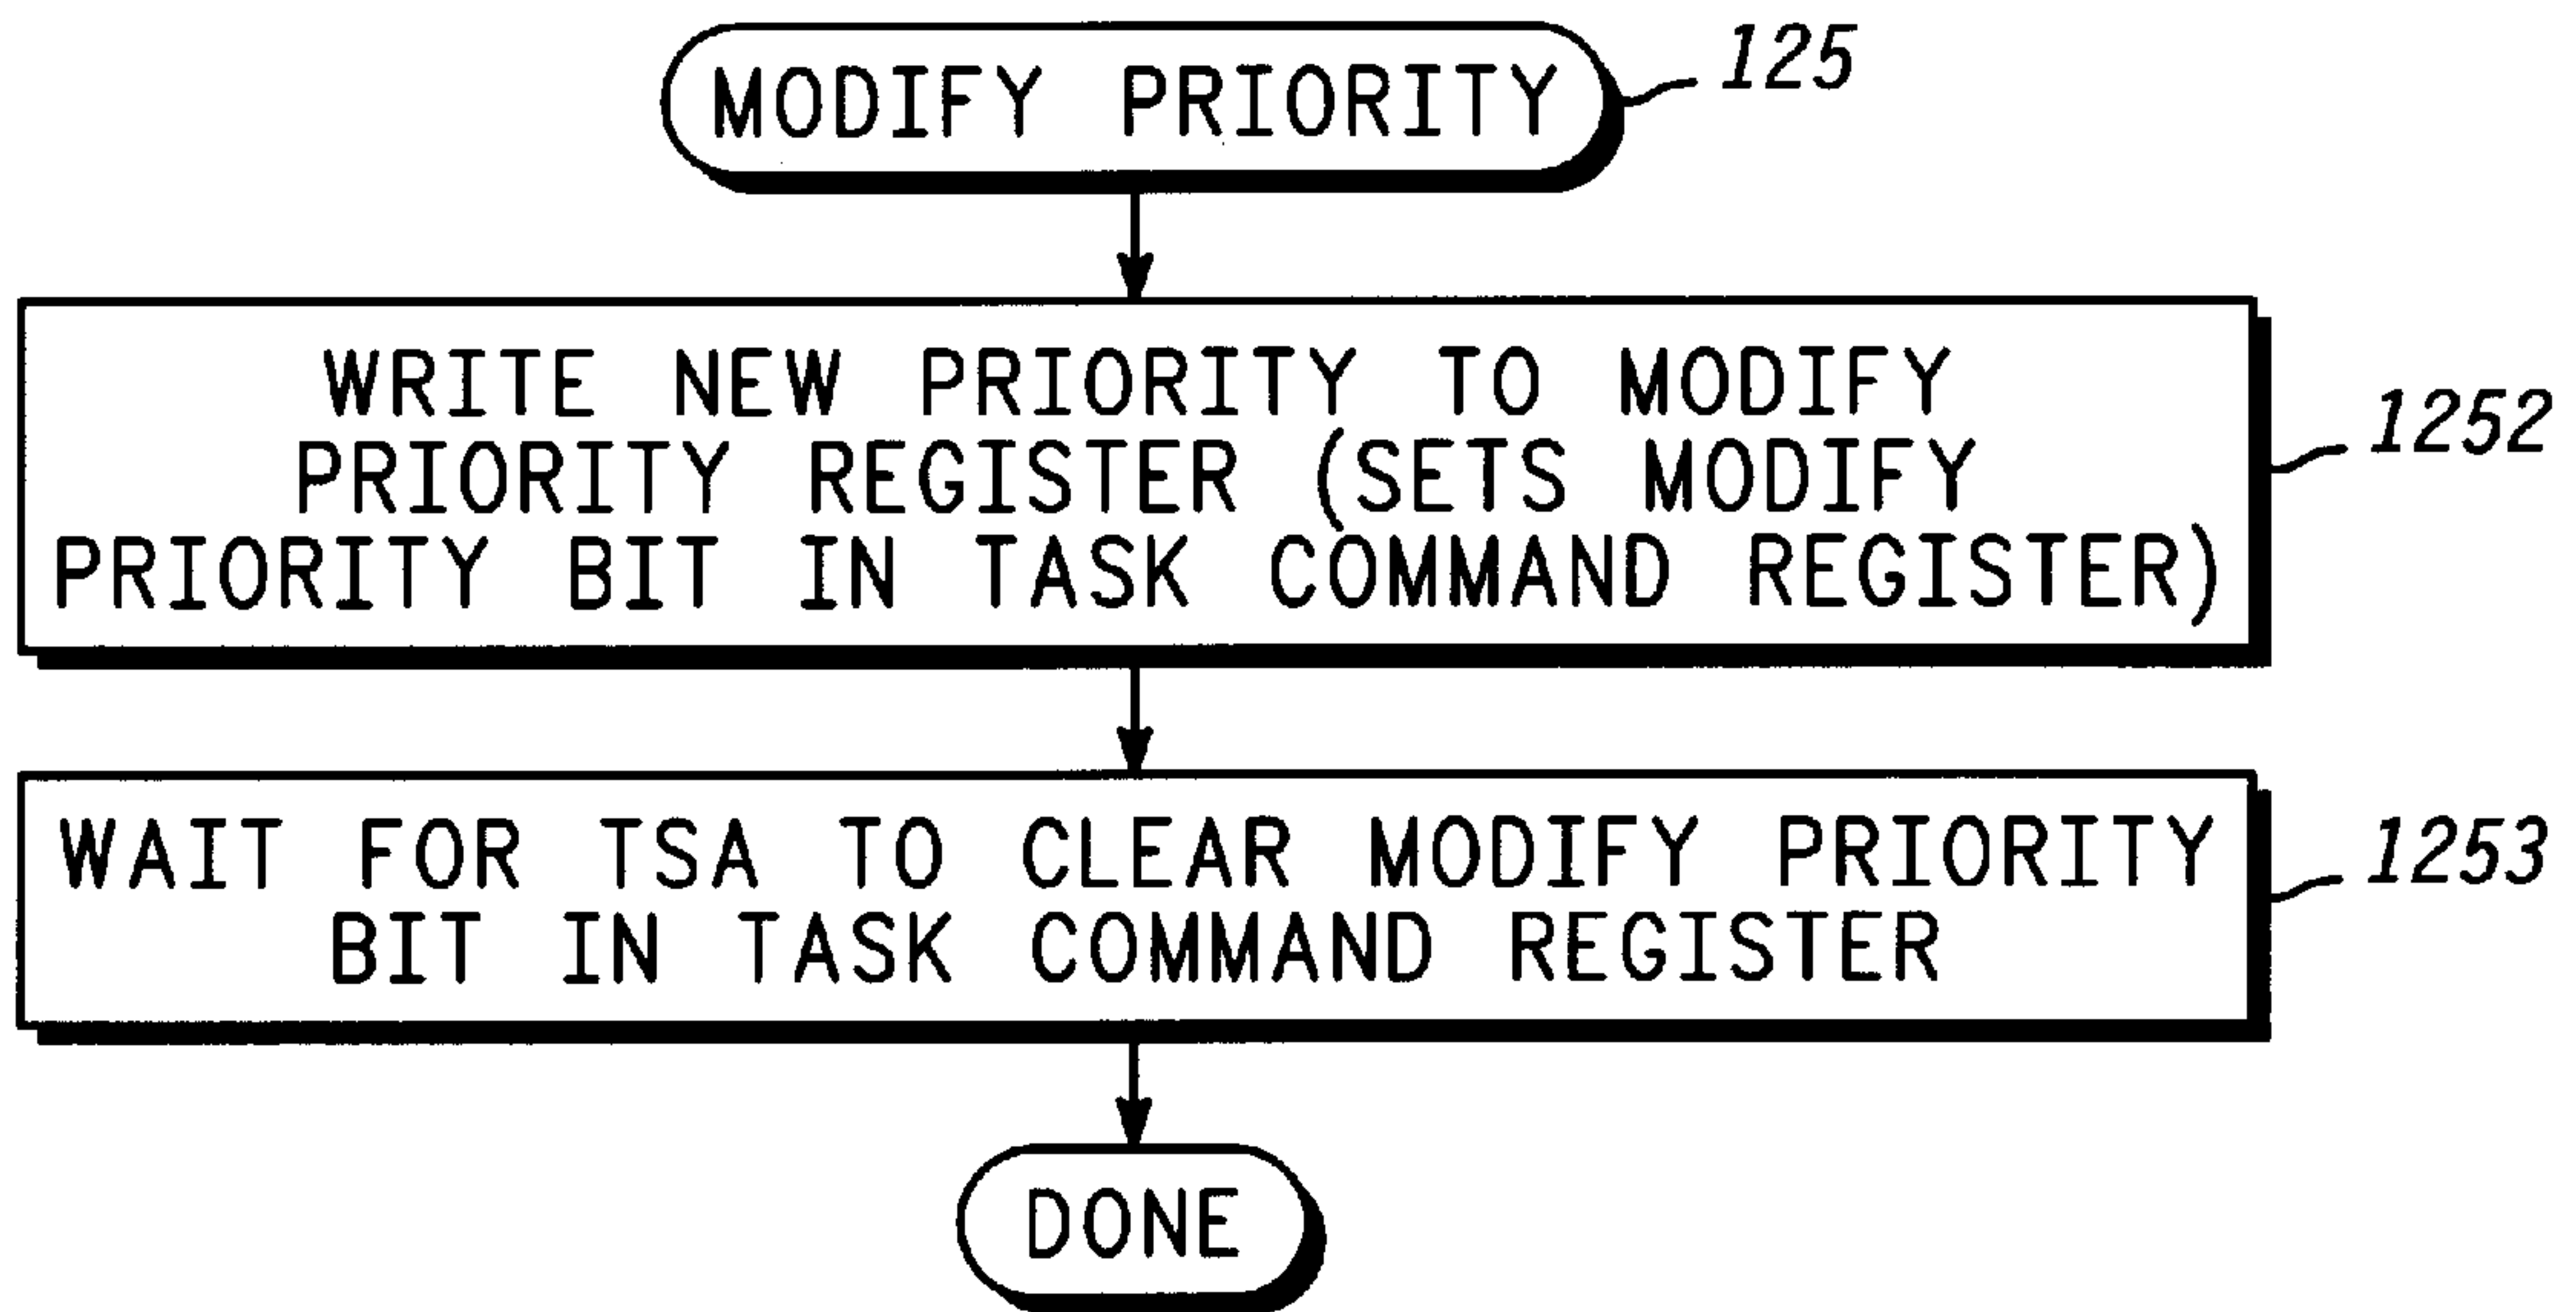 MODIFY PRIORITY
125
WRITE NEW PRIORITY TO MODIFY
PRIORITY REGISTER (SETS MODIFY
PRIORITY BIT IN TASK COMMAND REGISTER)
1252
WAIT FOR TSA TO CLEAR MODIFY PRIORITY
BIT IN TASK COMMAND REGISTER
1253
DONE